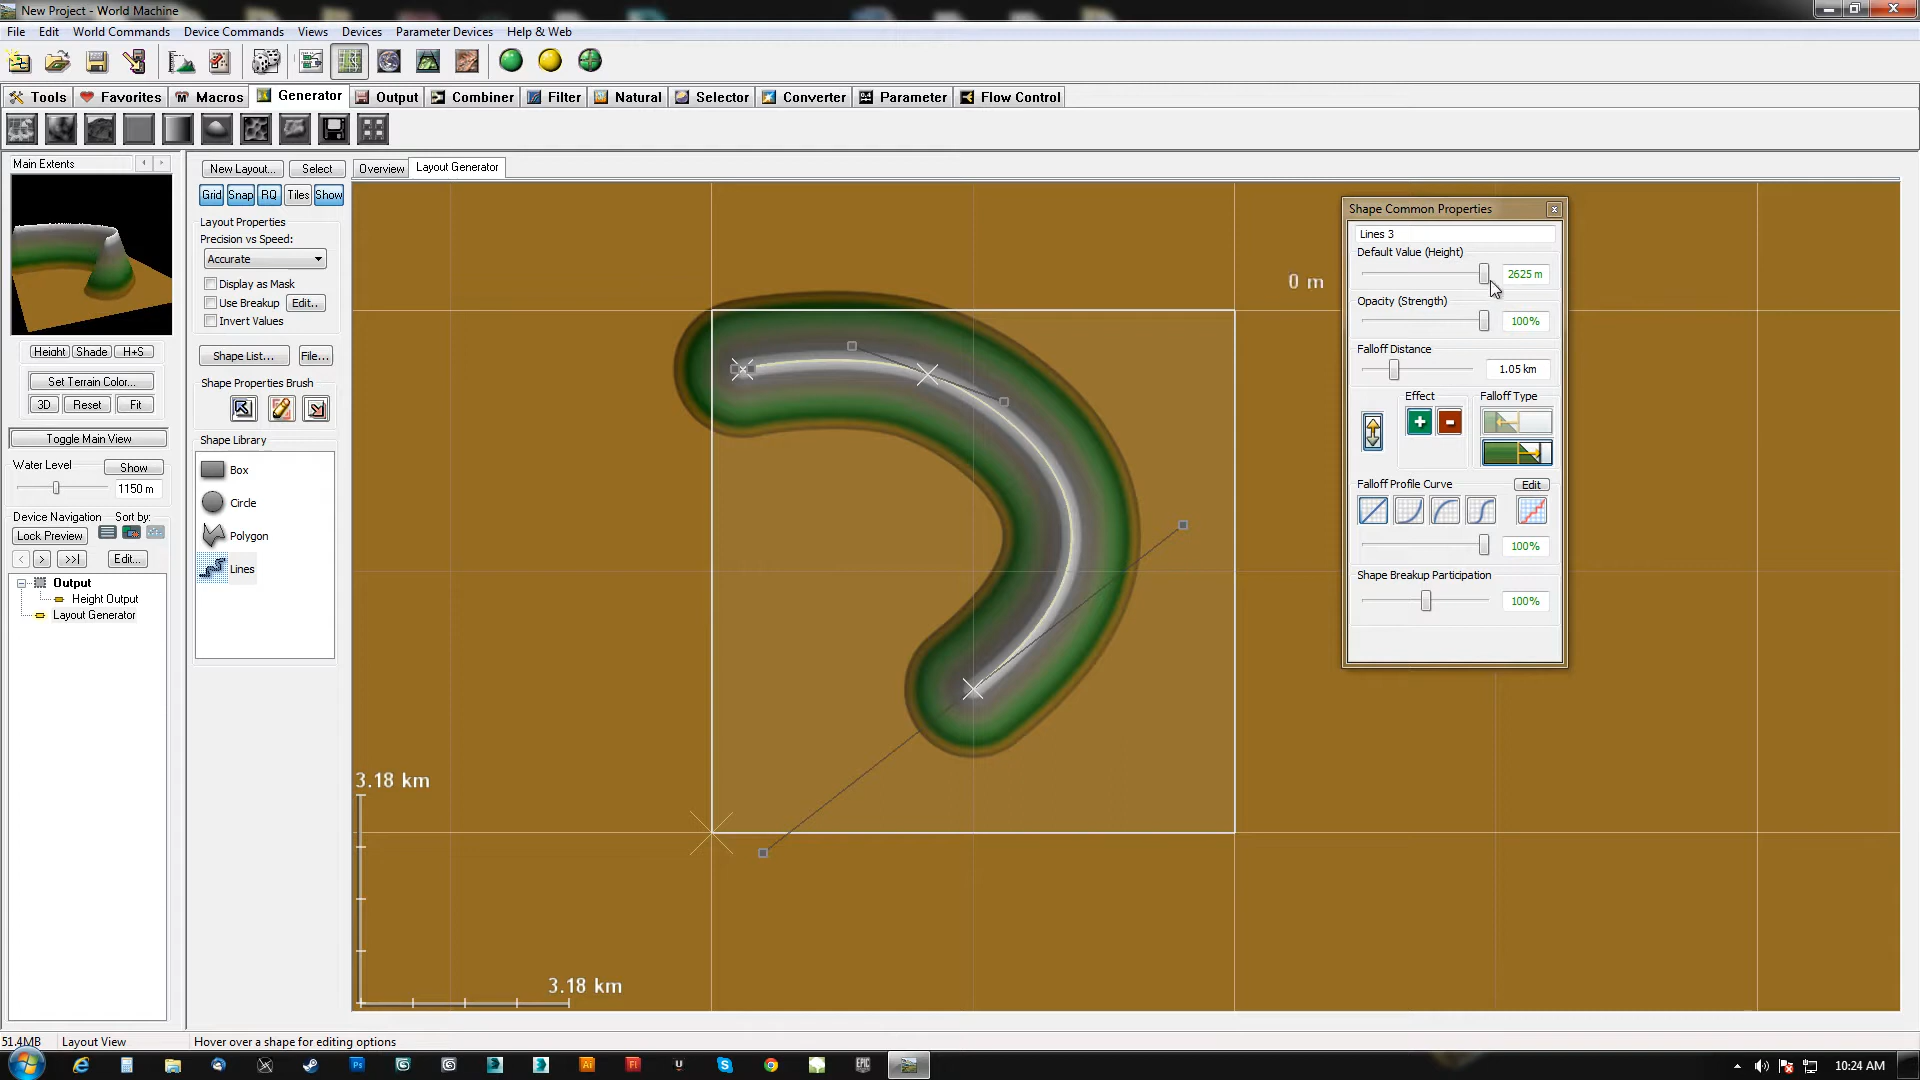 New Project - World Machine
File Edit World Commands Device Commands Views Devices Parameter Devices Help & Web
Tools Favorites Macros Generator Output Combiner Filter Natural Selector Converter Parameter Flow Control
Main Extents
New Layout... Select
Overview Layout Generator
Grid Snap RQ Tiles Show
Layout Properties
Precision vs Speed:
Accurate
Display as Mask
Use Breakup Edit..
Invert Values
Height Shade H+S
Shape List... File...
Set Terrain Color...
Shape Properties Brush
3D Reset Fit
Toggle Main View
Shape Library
Water Level Show
1150 m
Box
Circle
Polygon
Lines
Device Navigation Sort by:
Lock Preview
< > >>| Edit...
Output
Height Output
Layout Generator
0 m
3.18 km
3.18 km
Shape Common Properties
Lines 3
Default Value (Height)
2625 m
Opacity (Strength)
100%
Falloff Distance
1.05 km
Effect Falloff Type
Falloff Profile Curve Edit
100%
Shape Breakup Participation
100%
51.4MB Layout View Hover over a shape for editing options
Ps Ai Fl U S EPIC
10:24 AM